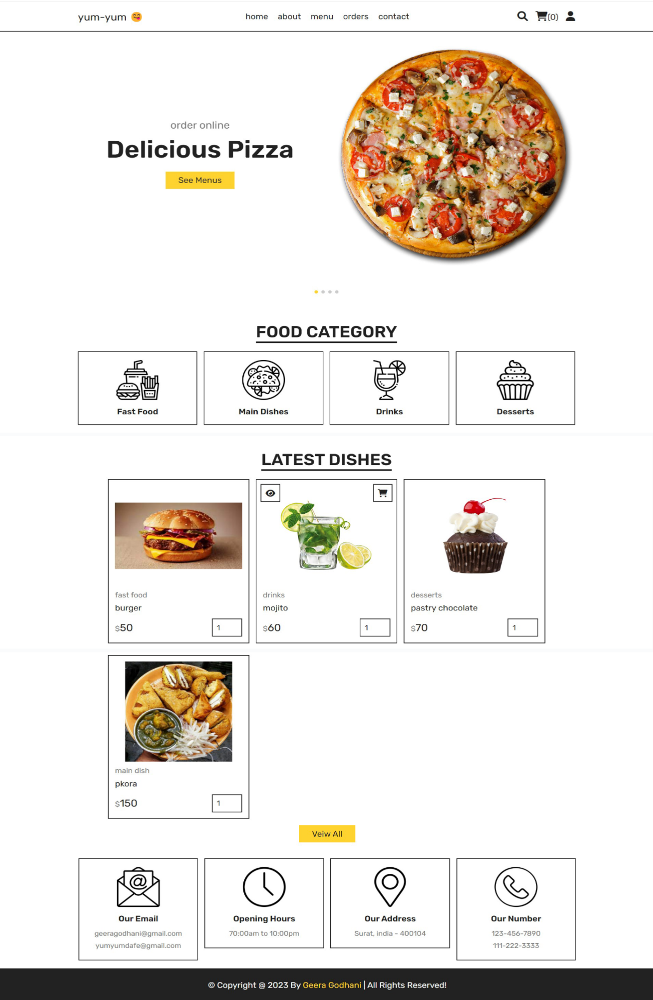 yum-yum 😋
home about menu orders contact
(0)
order online
Delicious Pizza
See Menus
FOOD CATEGORY
Fast Food
Main Dishes
Drinks
Desserts
LATEST DISHES
fast food
burger
$50 1
drinks
mojito
$60 1
desserts
pastry chocolate
$70 1
main dish
pkora
$150 1
Veiw All
Our Email
geeragodhani@gmail.com
yumyumdafe@gmail.com
Opening Hours
70:00am to 10:00pm
Our Address
Surat, india - 400104
Our Number
123-456-7890
111-222-3333
© Copyright @ 2023 By Geera Godhani | All Rights Reserved!